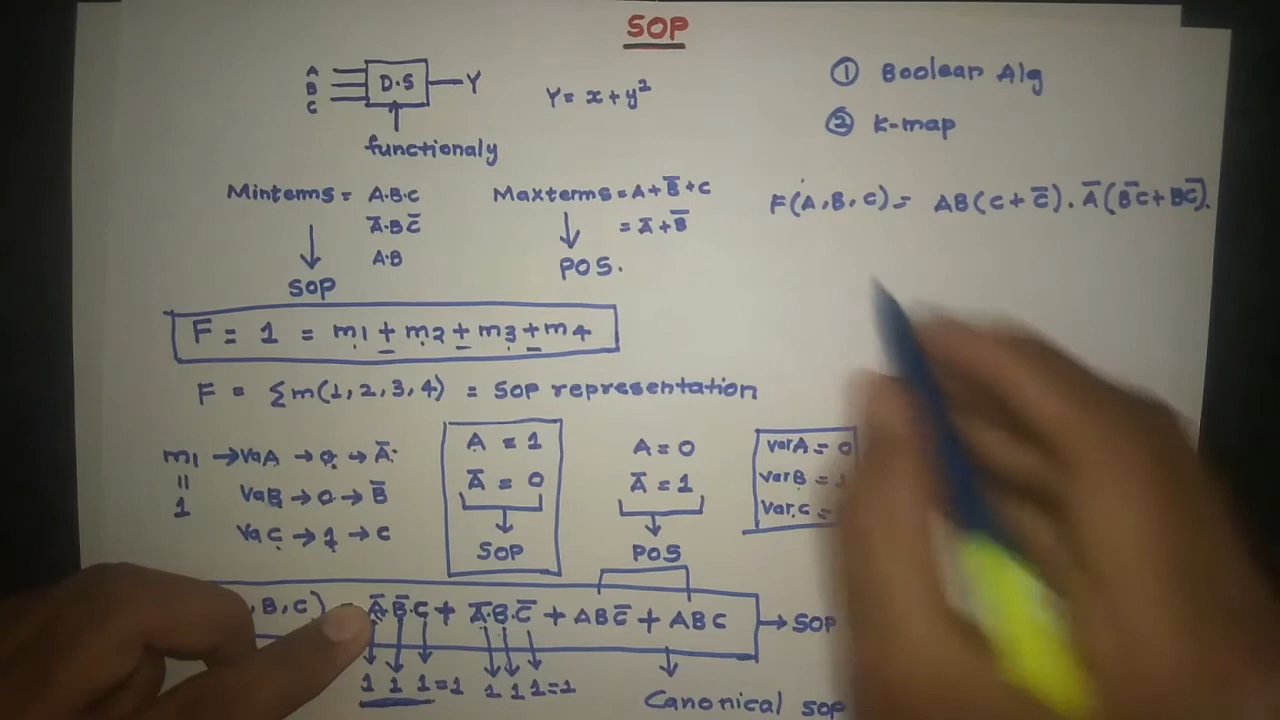 SOP
A
B
C
D.S
Y
functionaly
Y = x + y²
① Boolean Alg
② K-map
Minterms = A.B.C
A̅.BC̅
A.B
SOP
Maxterms = A + B̅ + C
= A̅ + B̅
POS.
F(A,B,C) = AB(C + C̅) . A̅(B̅C + BC̅).
F = 1 = m1 + m2 + m3 + m4
F = Σm(1,2,3,4) = SOP representation
m1 → VaA → 0 → A̅
=
1
VaB → 0 → B̅
VaC → 1 → C
A = 1
A̅ = 0
SOP
A = 0
A̅ = 1
POS
varA = 0
varB =
Var.C =
,B,C) = A̅.B̅.C + A̅.B.C̅ + ABC̅ + ABC → SOP
1 1 1 = 1 1 1 1 = 1
Canonical SOP